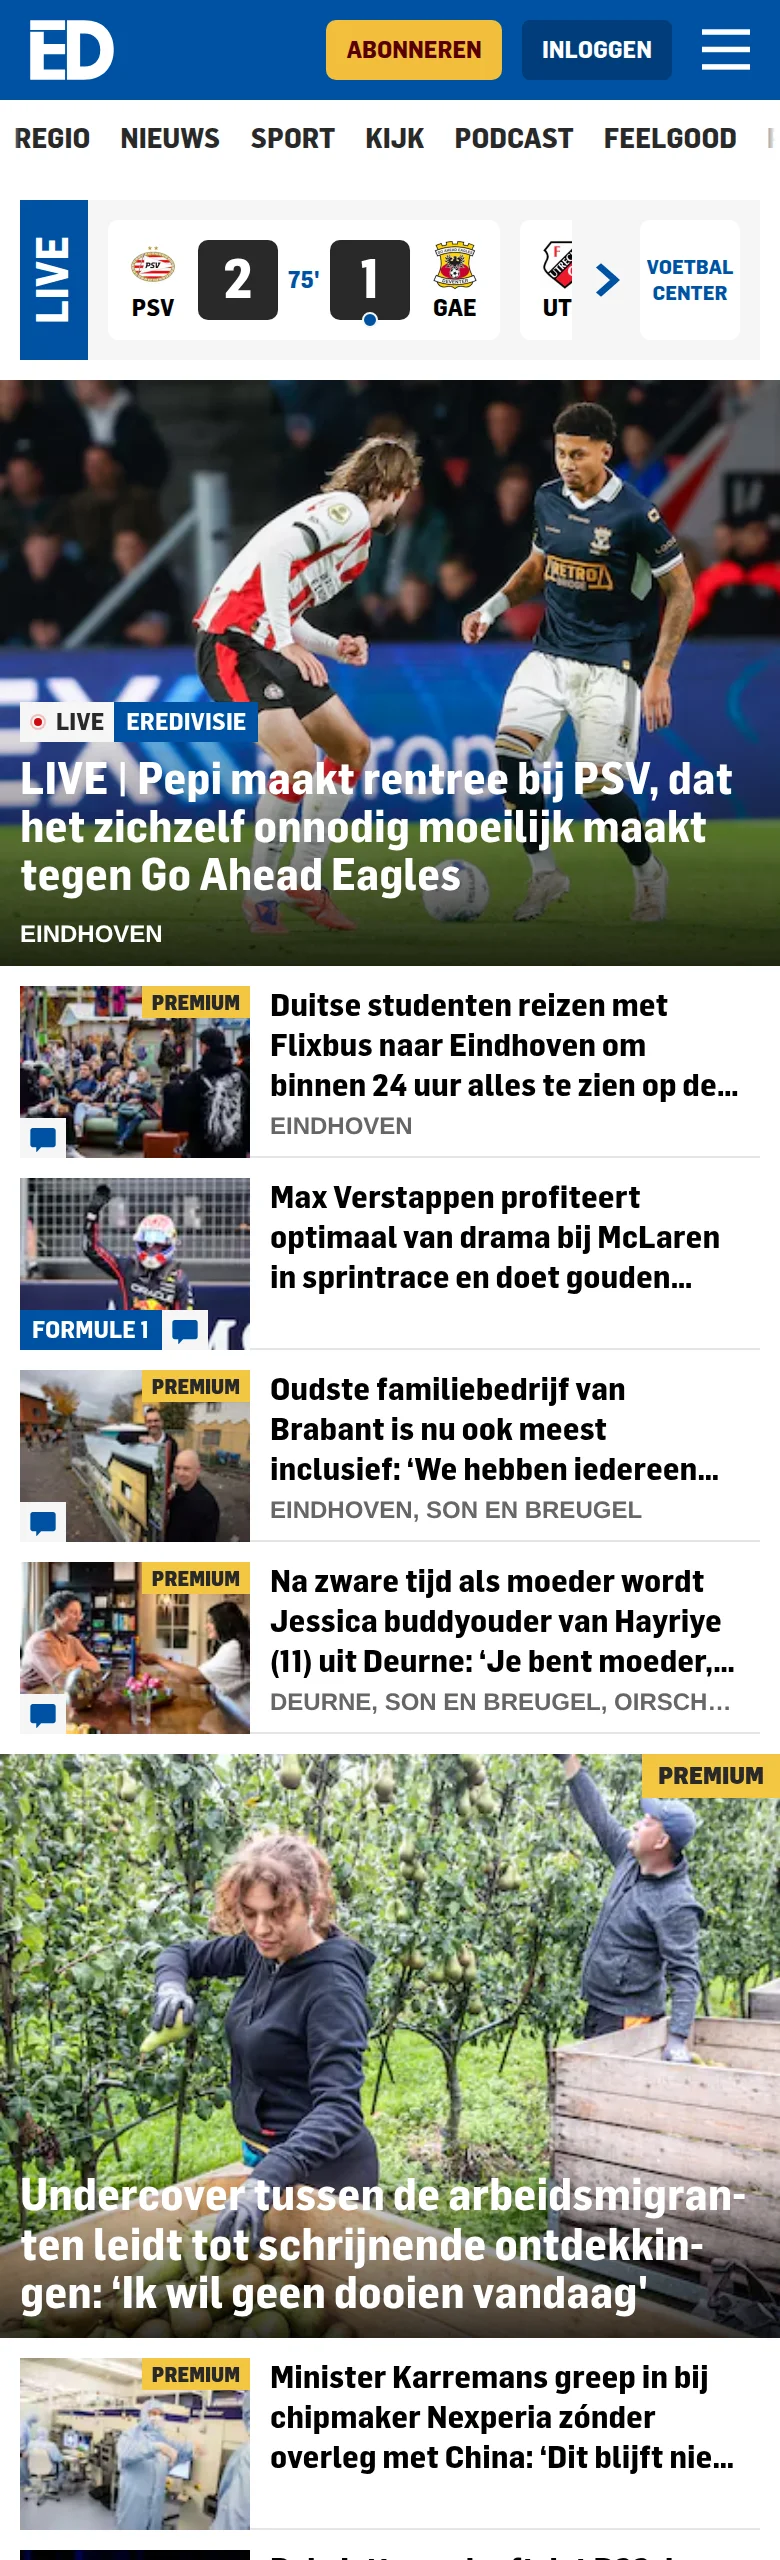 ED
ABONNEREN
INLOGGEN
REGIO NIEUWS SPORT KIJK PODCAST FEELGOOD
LIVE
PSV
2
75'
1
GAE
UT
VOETBAL
CENTER
RETRO
LIVE
EREDIVISIE
LIVE | Pepi maakt rentree bij PSV, dat
het zichzelf onnodig moeilijk maakt
tegen Go Ahead Eagles
EINDHOVEN
PREMIUM
Duitse studenten reizen met
Flixbus naar Eindhoven om
binnen 24 uur alles te zien op de...
EINDHOVEN
Max Verstappen profiteert
optimaal van drama bij McLaren
in sprintrace en doet gouden...
ORACLE
FORMULE 1
PREMIUM
Oudste familiebedrijf van
Brabant is nu ook meest
inclusief: ‘We hebben iedereen...
EINDHOVEN, SON EN BREUGEL
PREMIUM
Na zware tijd als moeder wordt
Jessica buddyouder van Hayriye
(11) uit Deurne: ‘Je bent moeder,...
DEURNE, SON EN BREUGEL, OIRSCH...
PREMIUM
Undercover tussen de arbeidsmigran-
ten leidt tot schrijnende ontdekkin-
gen: ‘Ik wil geen dooien vandaag'
PREMIUM
Minister Karremans greep in bij
chipmaker Nexperia zónder
overleg met China: ‘Dit blijft nie...